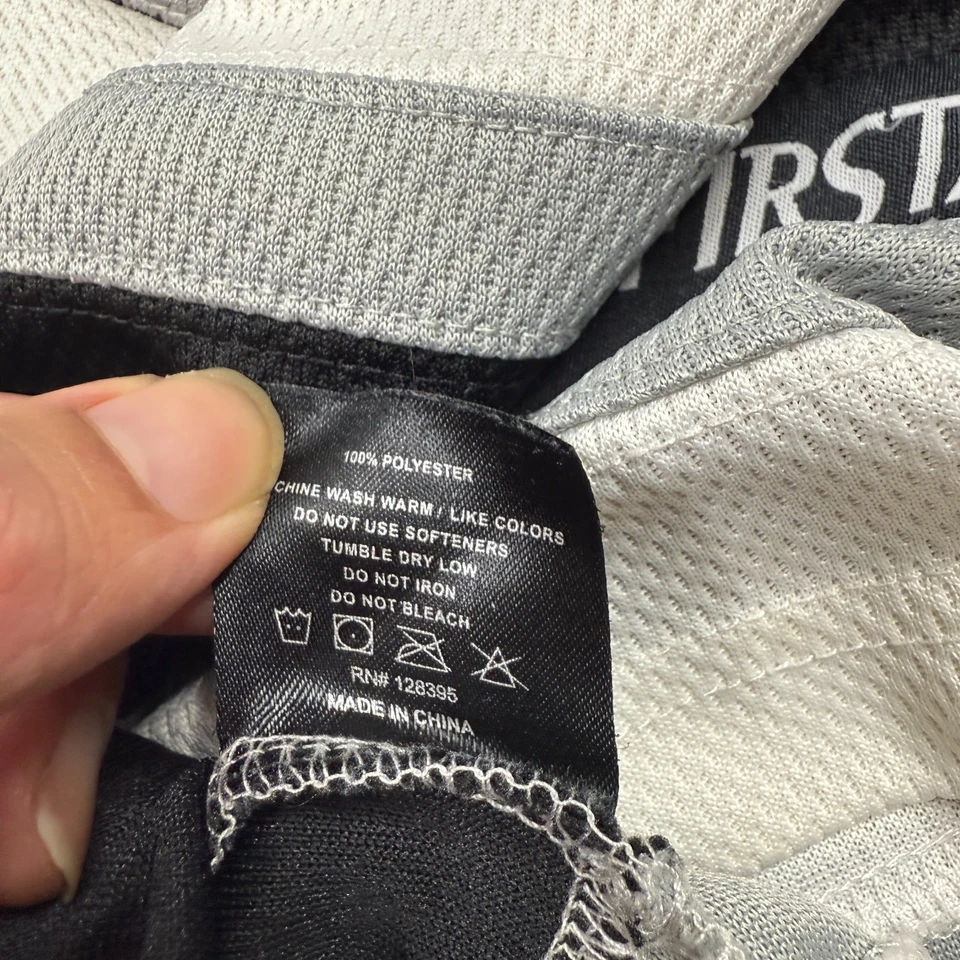 FIRSTA
100% POLYESTER
CHINE WASH WARM / LIKE COLORS
DO NOT USE SOFTENERS
TUMBLE DRY LOW
DO NOT IRON
DO NOT BLEACH
RN# 128395
MADE IN CHINA